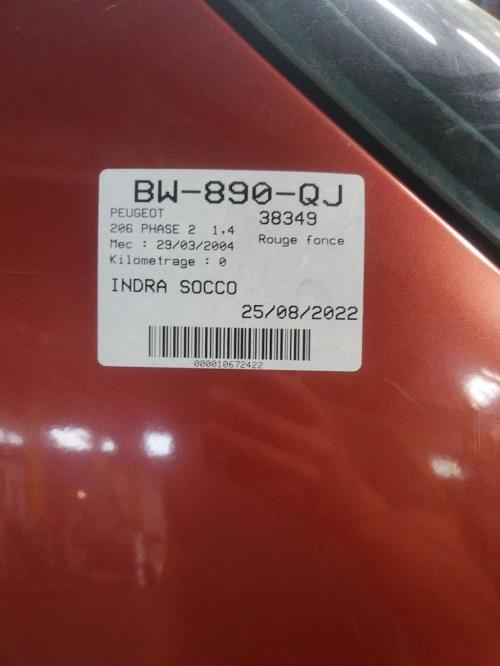 BW-890-QJ
PEUGEOT 38349
206 PHASE 2 1,4
Mec : 29/03/2004 Rouge fonce
Kilometrage : 0
INDRA SOCCO
25/08/2022
000010672422